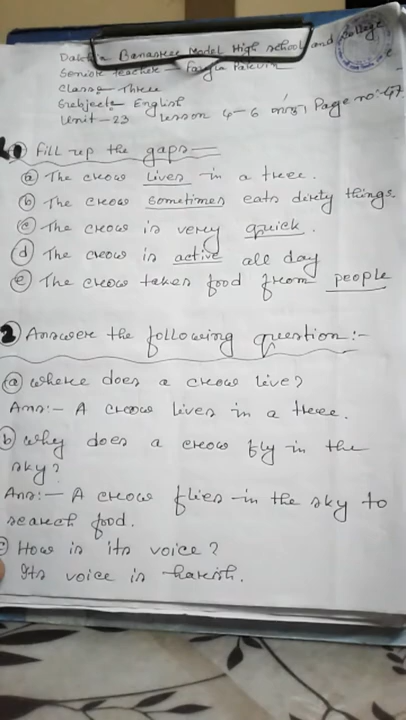 Banasree Model High school and college
Senior teacher — Fargla Parvin
Class- Three
Subject: English
Unit-23 Lesson 4-6 Page no-47
1 Fill up the gaps—
(a) The crow lives in a tree.
(b) The crow sometimes eats dirty things.
(c) The crow is very quick.
(d) The crow is active all day
(e) The crow takes food from people
2 Answer the following question:-
(a) where does a crow live?
Ans:- A crow lives in a tree.
(b) why does a crow fly in the
sky?
Ans:— A crow flies in the sky to
search food.
(c) How is its voice?
Its voice is harish.